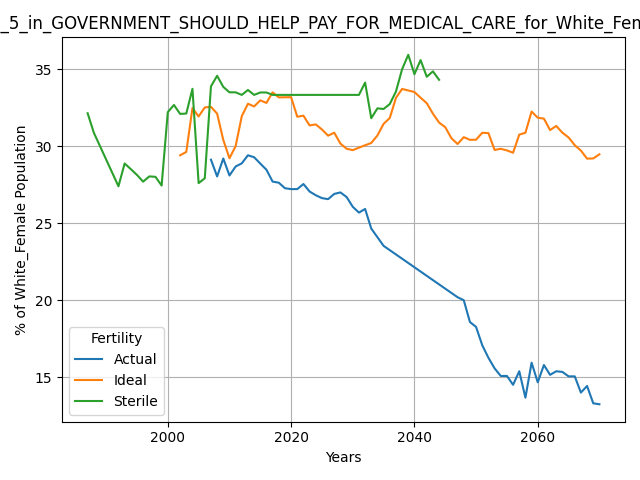 _5_in_GOVERNMENT_SHOULD_HELP_PAY_FOR_MEDICAL_CARE_for_White_Fem
35
30
25
20
15
% of White_Female Population
Fertility
Actual
Ideal
Sterile
2000 2020 2040 2060
Years